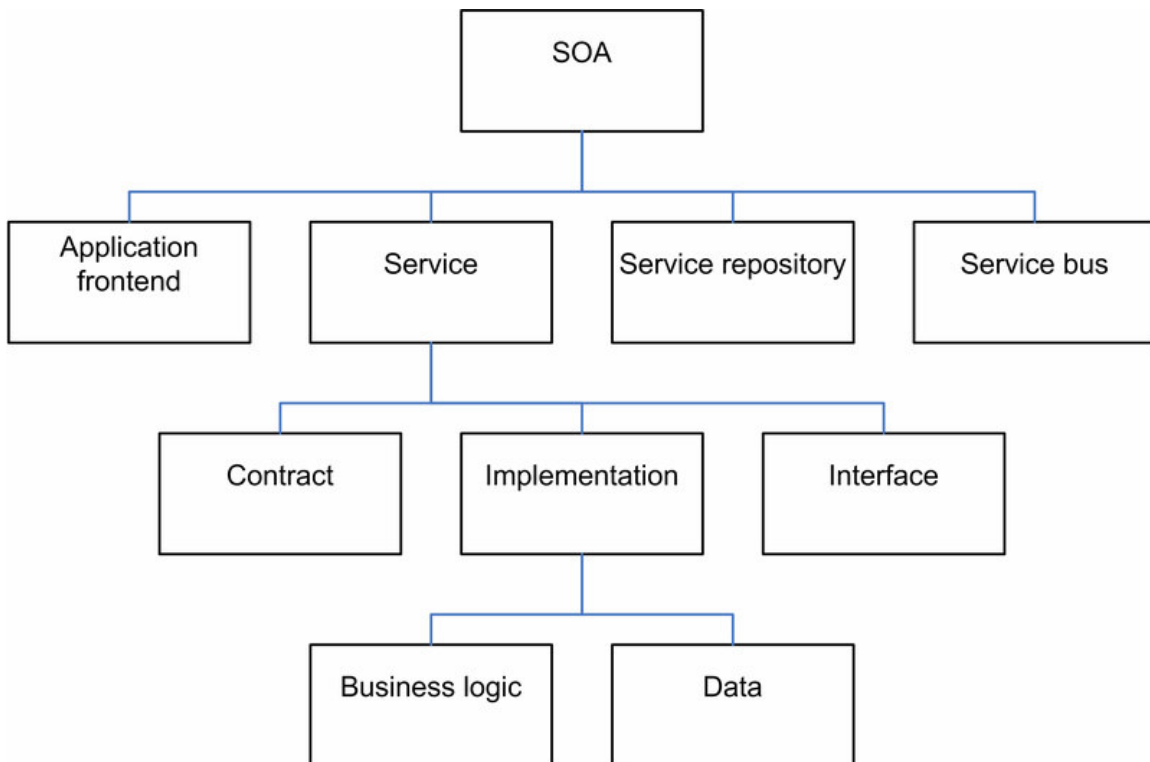 SOA
Application
frontend
Service
Service repository
Service bus
Contract
Implementation
Interface
Business logic
Data